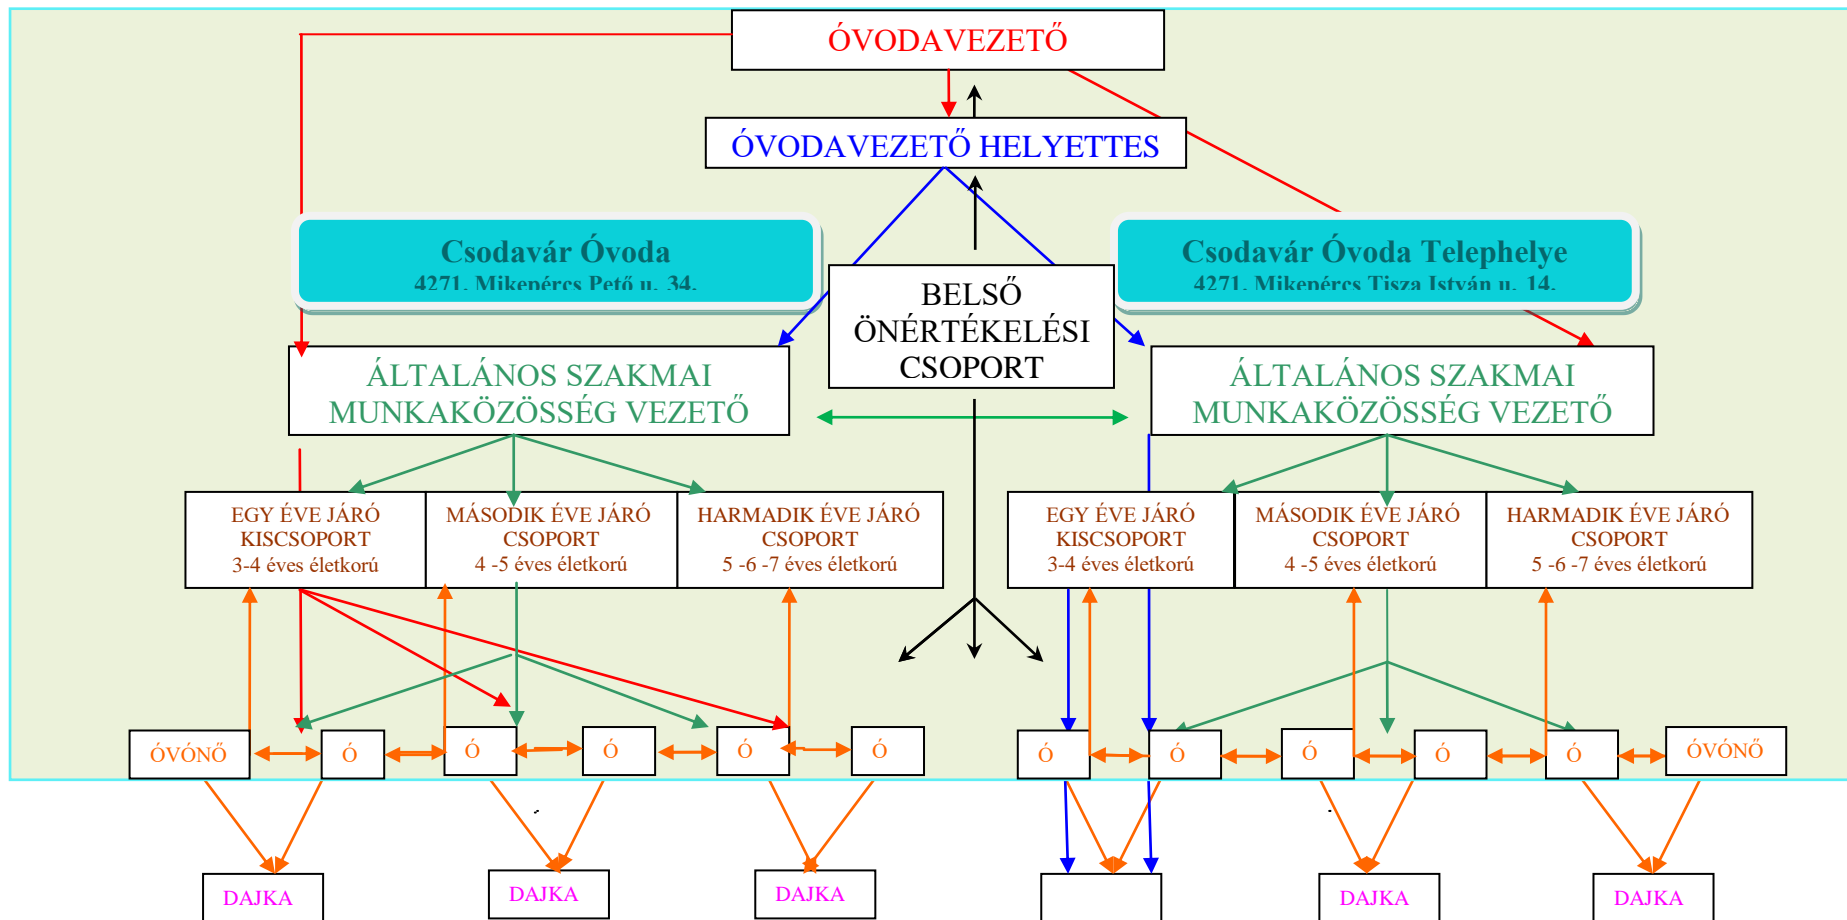 ÓVODAVEZETŐ
ÓVODAVEZETŐ HELYETTES
Csodavár Óvoda
4271. Mikepércs Pető u. 34.
Csodavár Óvoda Telephelye
4271. Mikepércs Tisza István u. 14.
BELSŐ
ÖNÉRTÉKELÉSI
CSOPORT
ÁLTALÁNOS SZAKMAI
MUNKAKÖZÖSSÉG VEZETŐ
ÁLTALÁNOS SZAKMAI
MUNKAKÖZÖSSÉG VEZETŐ
EGY ÉVE JÁRÓ
KISCSOPORT
3-4 éves életkorú
MÁSODIK ÉVE JÁRÓ
CSOPORT
4 -5 éves életkorú
HARMADIK ÉVE JÁRÓ
CSOPORT
5 -6 -7 éves életkorú
EGY ÉVE JÁRÓ
KISCSOPORT
3-4 éves életkorú
MÁSODIK ÉVE JÁRÓ
CSOPORT
4 -5 éves életkorú
HARMADIK ÉVE JÁRÓ
CSOPORT
5 -6 -7 éves életkorú
ÓVÓNŐ
Ó
Ó
Ó
Ó
Ó
Ó
Ó
Ó
Ó
Ó
ÓVÓNŐ
DAJKA
DAJKA
DAJKA
DAJKA
DAJKA